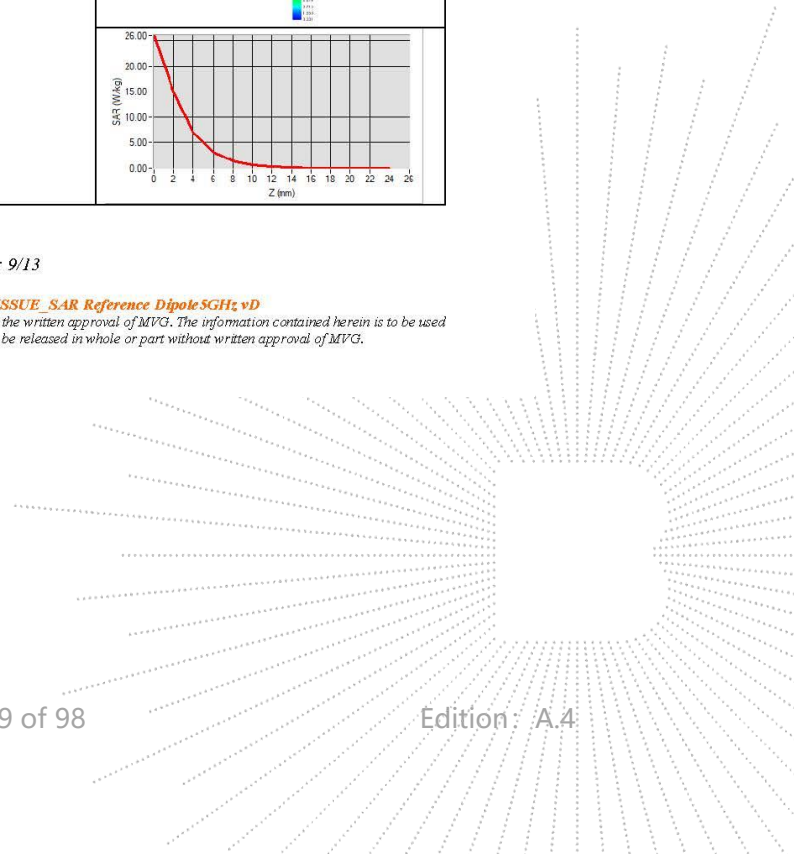 26.00
20.00
15.00
10.00
5.00
0.00
SAR (W/kg)
0 2 4 6 8 10 12 14 16 18 20 22 24 26
Z (mm)
: 9/13
SSUE_SAR Reference Dipole5GHz vD
the written approval of MVG. The information contained herein is to be used
be released in whole or part without written approval of MVG.
9 of 98
Edition: A.4